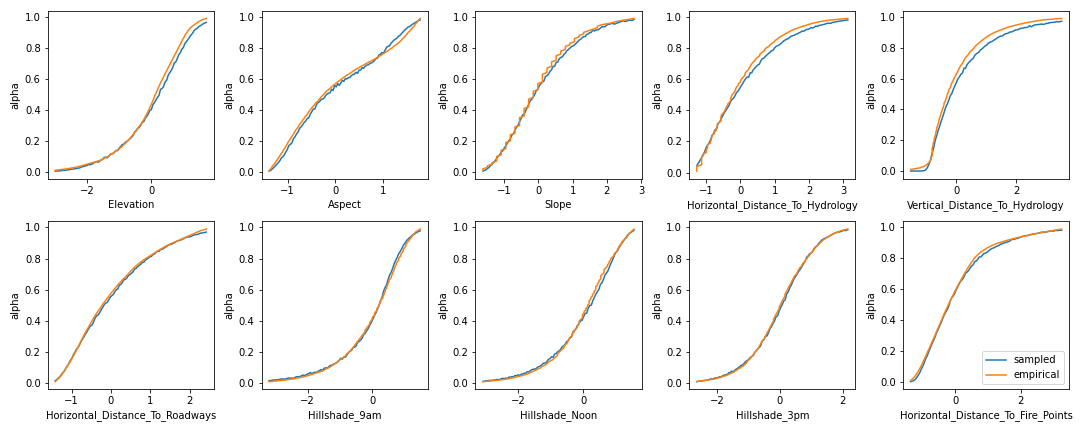 1.0
0.8
0.6
0.4
0.2
0.0
alpha
−2 0
Elevation
1.0
0.8
0.6
0.4
0.2
0.0
alpha
−1 0 1
Aspect
1.0
0.8
0.6
0.4
0.2
0.0
alpha
−1 0 1 2 3
Slope
1.0
0.8
0.6
0.4
0.2
0.0
alpha
−1 0 1 2 3
Horizontal_Distance_To_Hydrology
1.0
0.8
0.6
0.4
0.2
0.0
alpha
0 2
Vertical_Distance_To_Hydrology
1.0
0.8
0.6
0.4
0.2
0.0
alpha
−1 0 1 2
Horizontal_Distance_To_Roadways
1.0
0.8
0.6
0.4
0.2
0.0
alpha
−2 0
Hillshade_9am
1.0
0.8
0.6
0.4
0.2
0.0
alpha
−2 0
Hillshade_Noon
1.0
0.8
0.6
0.4
0.2
0.0
alpha
−2 0 2
Hillshade_3pm
1.0
0.8
0.6
0.4
0.2
0.0
alpha
sampled
empirical
0 2
Horizontal_Distance_To_Fire_Points